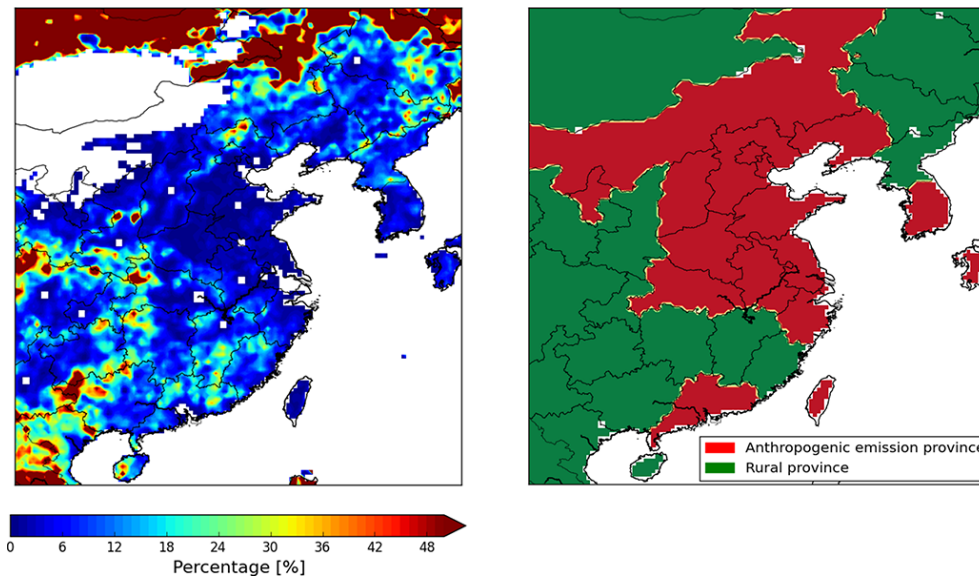 0 6 12 18 24 30 36 42 48
Percentage [%]
Anthropogenic emission province
Rural province